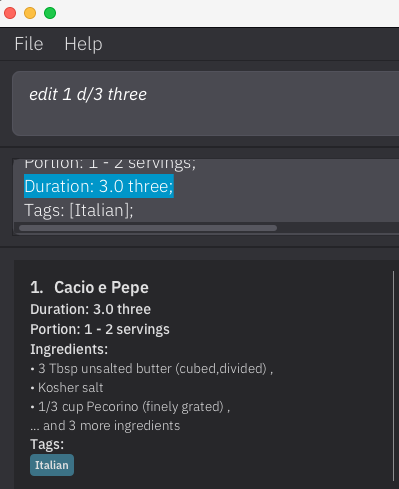 File Help
edit 1 d/3 three
Portion: 1 - 2 servings;
Duration: 3.0 three;
Tags: [Italian];
1. Cacio e Pepe
Duration: 3.0 three
Portion: 1 - 2 servings
Ingredients:
• 3 Tbsp unsalted butter (cubed,divided) ,
• Kosher salt
• 1/3 cup Pecorino (finely grated) ,
... and 3 more ingredients
Tags:
Italian